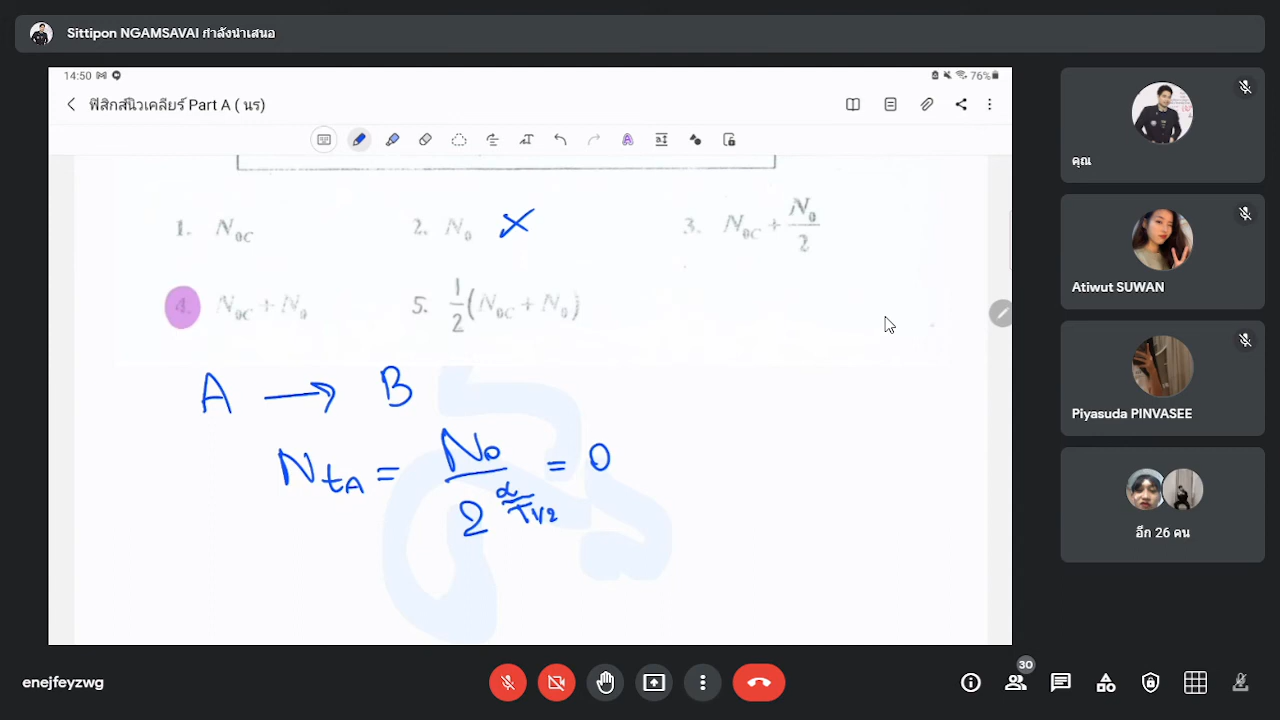 Sittipon NGAMSAVAI กำลังนำเสนอ
14:50
76%
ฟิสิกส์นิวเคลียร์ Part A ( นร)
1. N₀C
2. N₀ ✗
3. N₀C + N₀/2
4. N₀C + N₀
5. 1/2(N₀C + N₀)
A → B
N_tA = N₀/2^(α/T1/2) = 0
คุณ
Atiwut SUWAN
Piyasuda PINVASEE
อีก 26 คน
enejfeyzwg
30